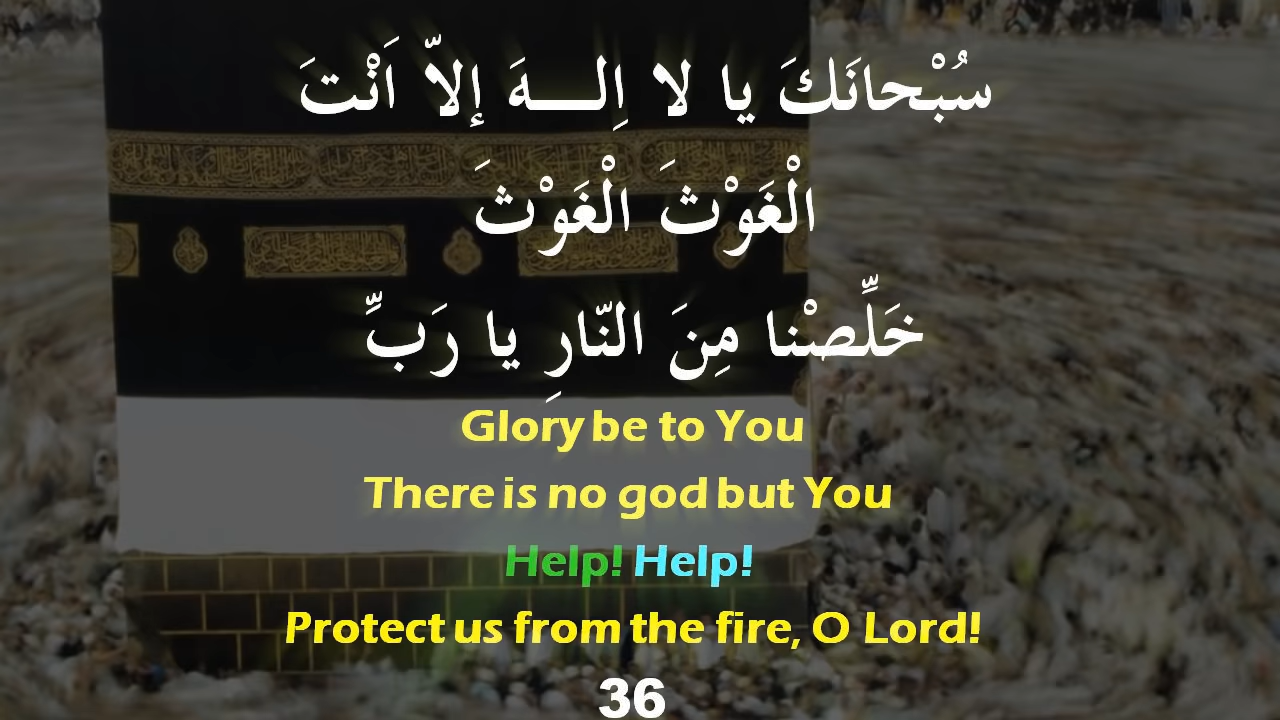 سُبْحانَكَ يا لا اِلـــهَ إلاّ اَنْتَ
الْغَوْثَ الْغَوْثَ
خَلِّصْنا مِنَ النّارِ يا رَبِّ
Glory be to You
There is no god but You
Help! Help!
Protect us from the fire, O Lord!
36